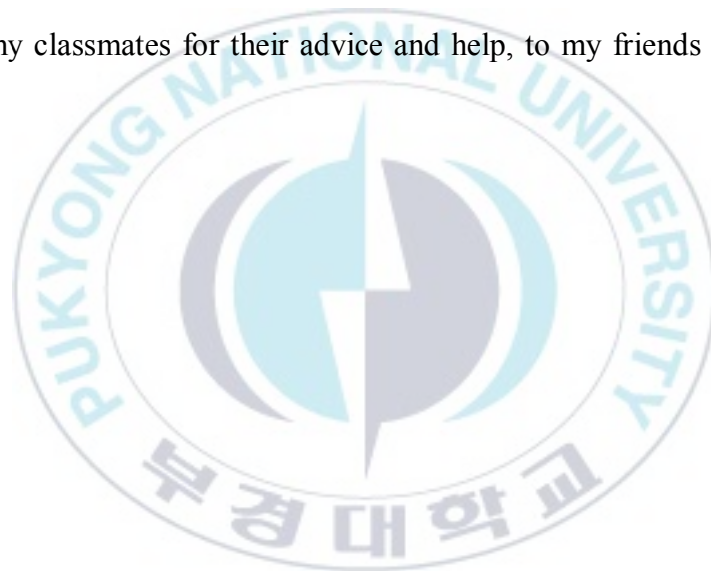 my classmates for their advice and help, to my friends
PUKYONG NATIONAL UNIVERSITY
부경대학교